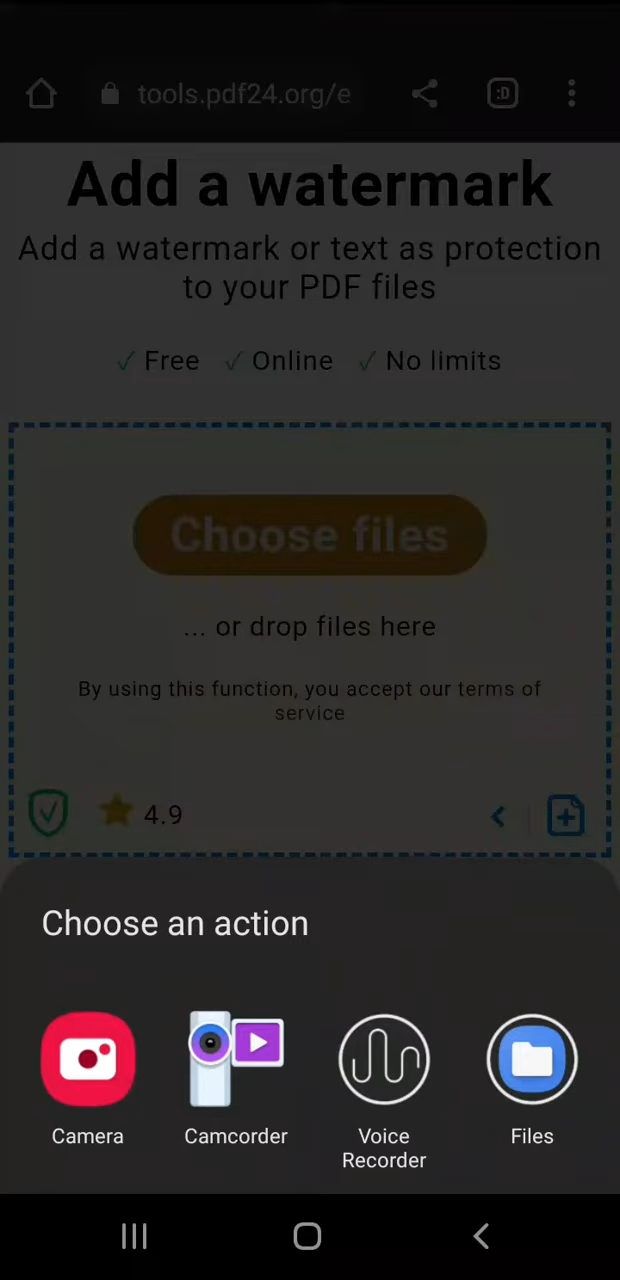 tools.pdf24.org/e
:D
Add a watermark
Add a watermark or text as protection
to your PDF files
✓ Free ✓ Online ✓ No limits
Choose files
... or drop files here
By using this function, you accept our terms of
service
4.9
Choose an action
Camera
Camcorder
Voice
Recorder
Files